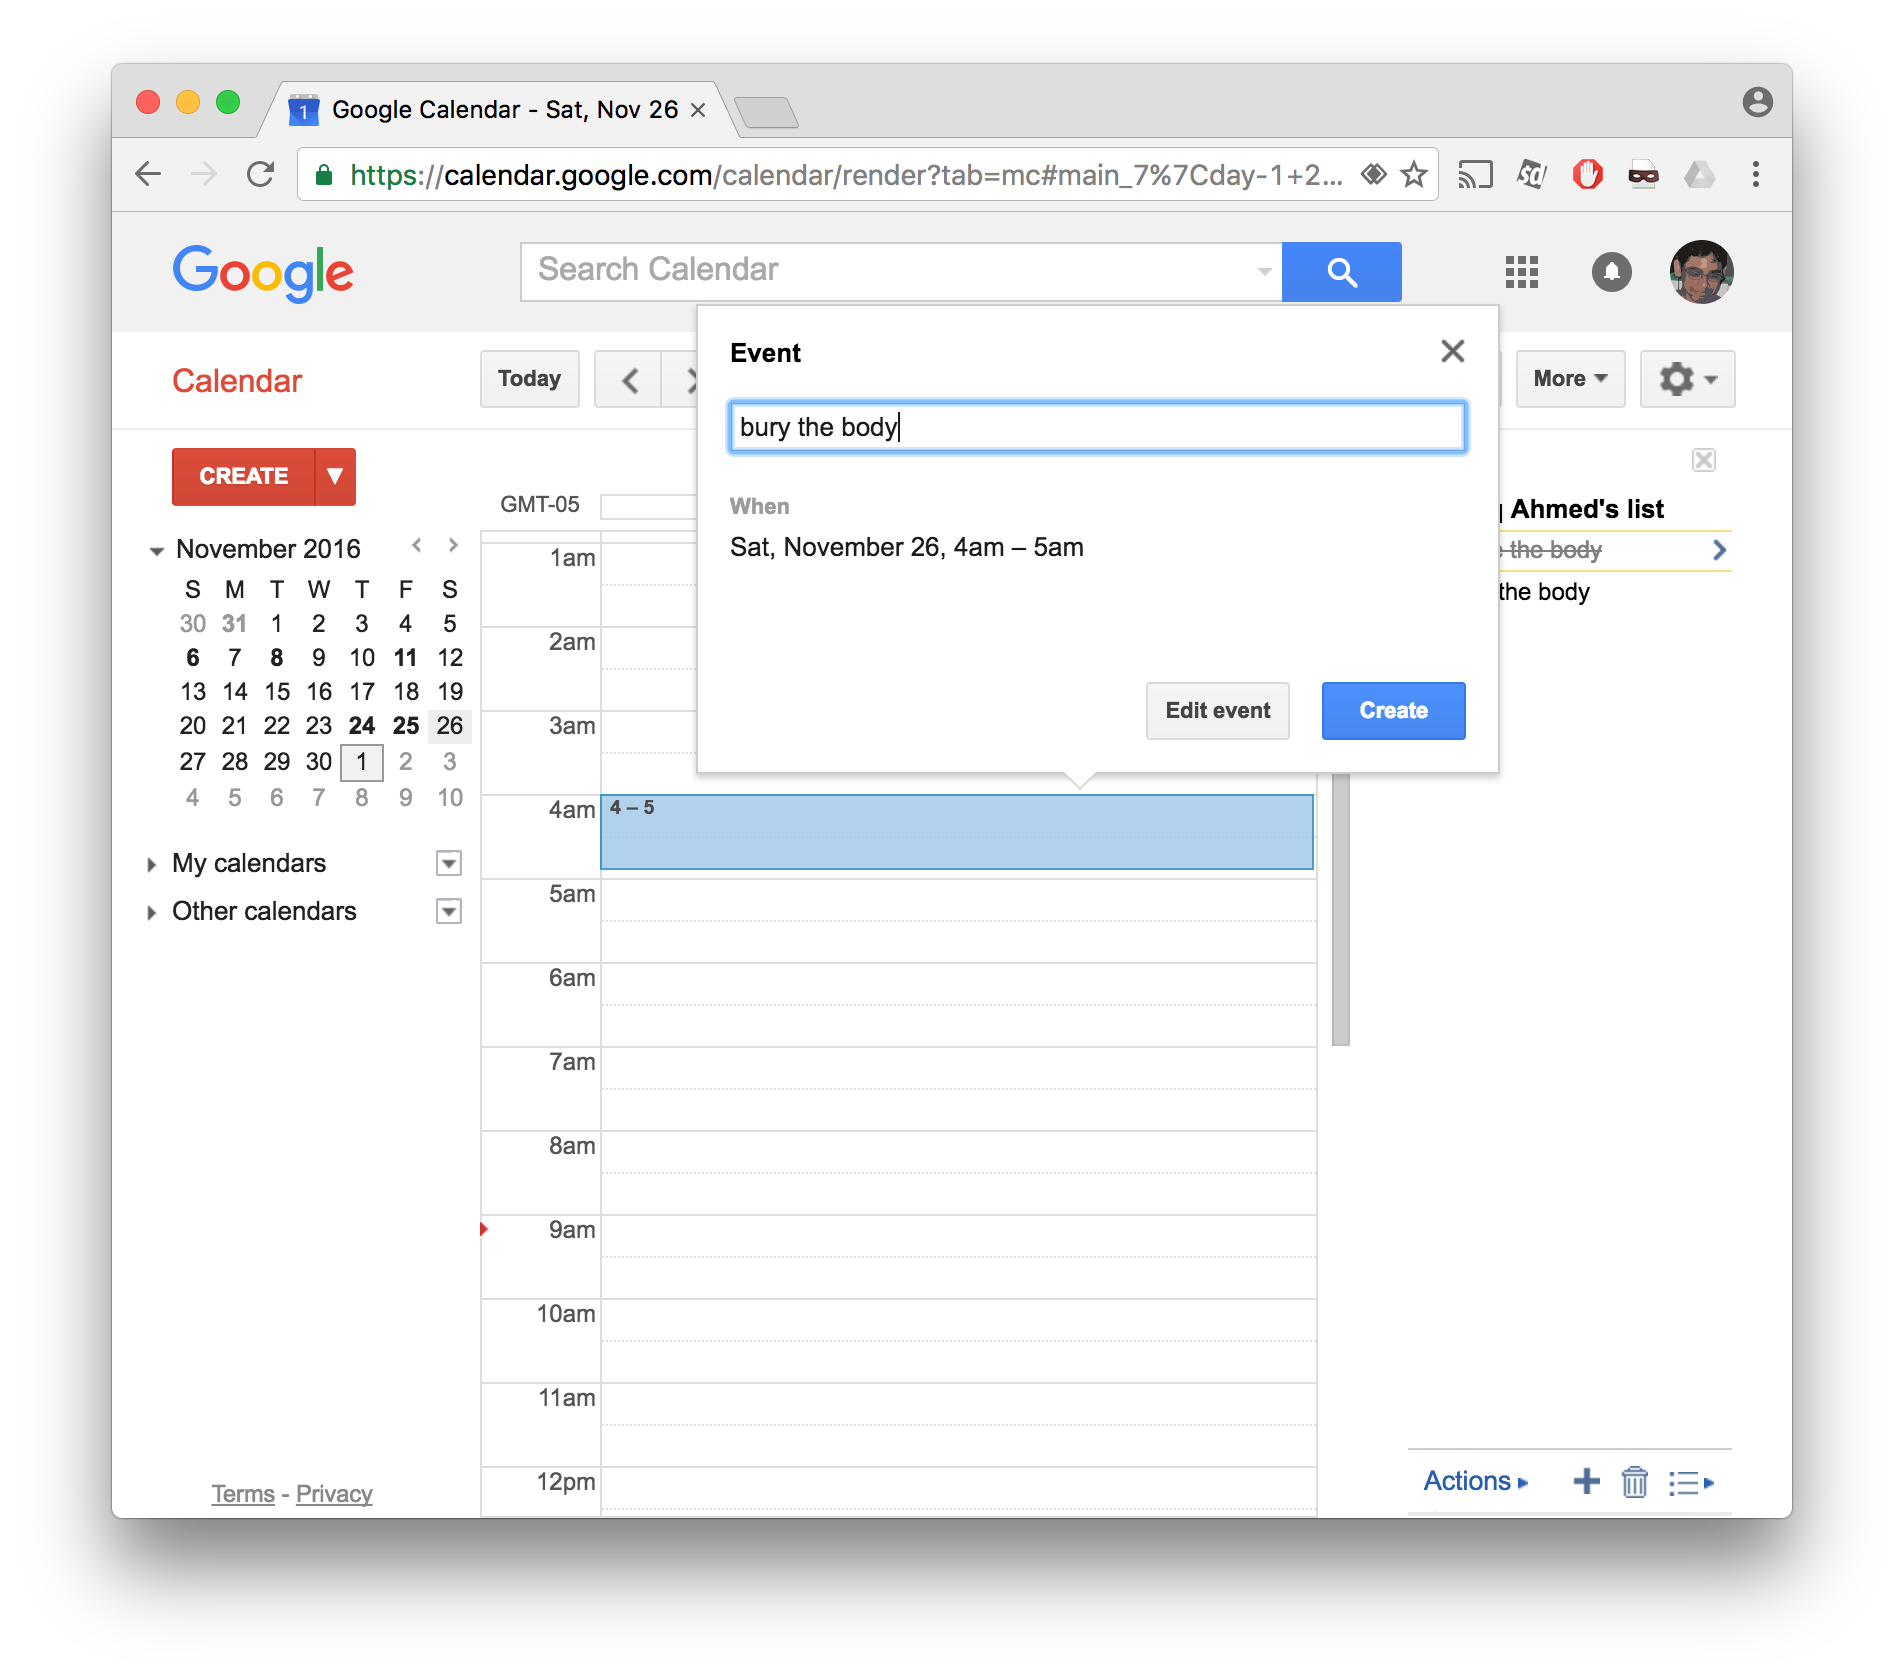 Google Calendar - Sat, Nov 26
https://calendar.google.com/calendar/render?tab=mc#main_7%7Cday-1+2...
sd
Google
Search Calendar
Calendar
Today
More
Event
bury the body
When
Sat, November 26, 4am – 5am
Edit event
Create
CREATE
November 2016
S M T W T F S
30 31 1 2 3 4 5
6 7 8 9 10 11 12
13 14 15 16 17 18 19
20 21 22 23 24 25 26
27 28 29 30 1 2 3
4 5 6 7 8 9 10
My calendars
Other calendars
Terms - Privacy
GMT-05
1am
2am
3am
4am
4 – 5
5am
6am
7am
8am
9am
10am
11am
12pm
Ahmed's list
the body
the body
Actions